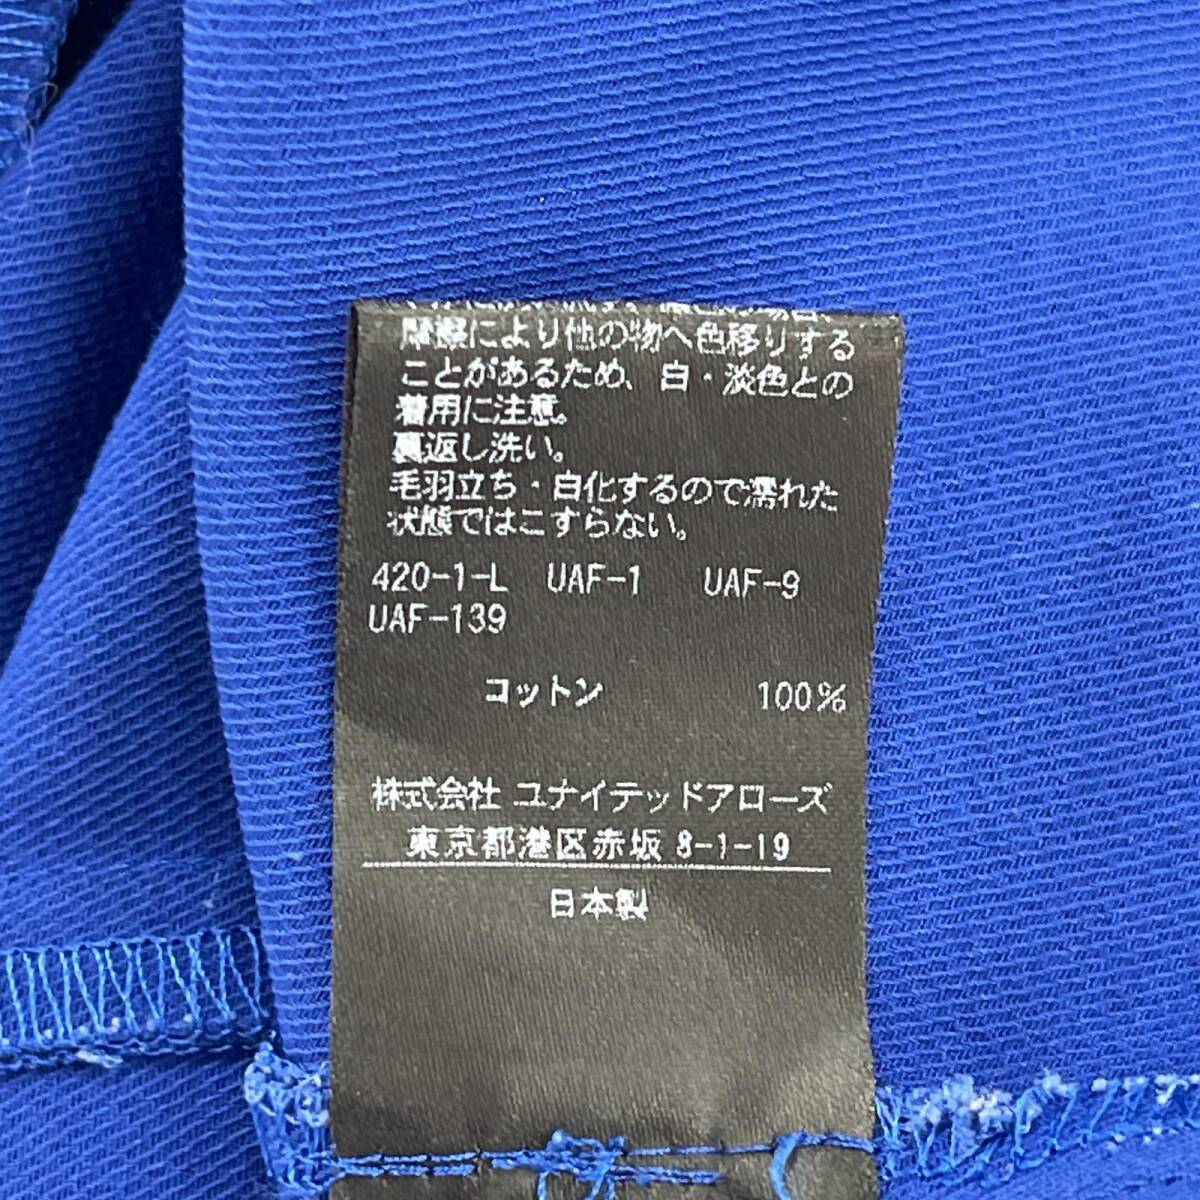 摩擦により他の物へ色移りする
ことがあるため、白・淡色との
着用に注意。
裏返し洗い。
毛羽立ち・白化するので濡れた
状態ではこすらない。
420-1-L UAF-1 UAF-9
UAF-139
コットン 100%
株式会社 ユナイテッドアローズ
東京都港区赤坂 8-1-19
日本製